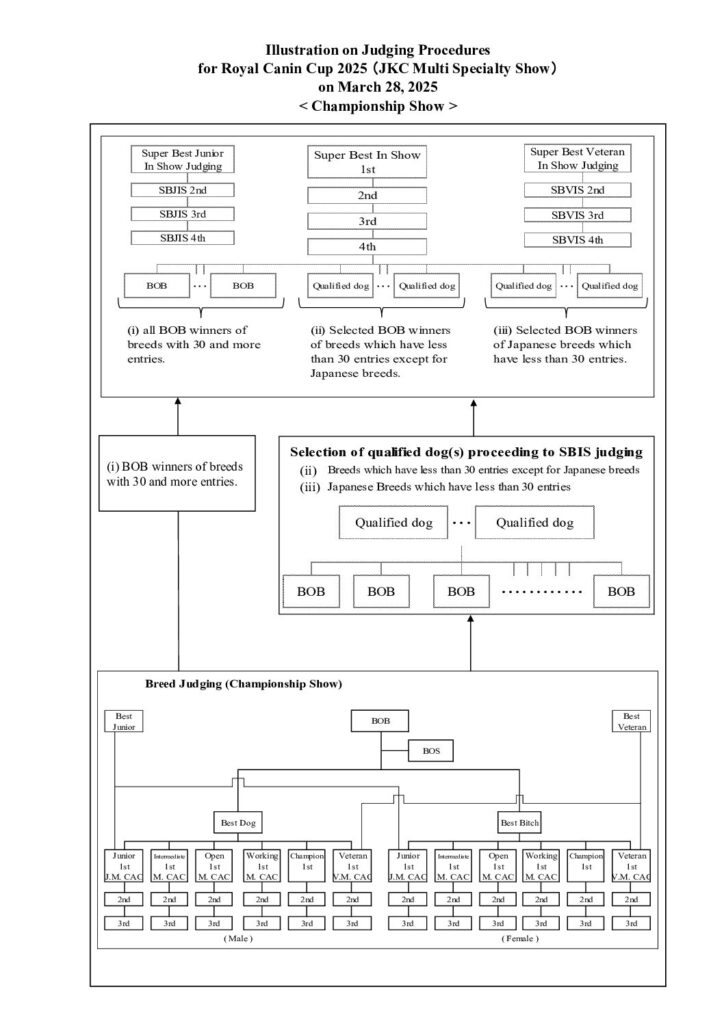 Illustration on Judging Procedures
for Royal Canin Cup 2025 (JKC Multi Specialty Show)
on March 28, 2025
< Championship Show >
Super Best Junior
In Show Judging
SBJIS 2nd
SBJIS 3rd
SBJIS 4th
Super Best In Show
1st
2nd
3rd
4th
Super Best Veteran
In Show Judging
SBVIS 2nd
SBVIS 3rd
SBVIS 4th
BOB ··· BOB
Qualified dog ··· Qualified dog
Qualified dog ··· Qualified dog
(i) all BOB winners of
breeds with 30 and more
entries.
(ii) Selected BOB winners
of breeds which have less
than 30 entries except for
Japanese breeds.
(iii) Selected BOB winners
of Japanese breeds which
have less than 30 entries.
(i) BOB winners of breeds
with 30 and more entries.
Selection of qualified dog(s) proceeding to SBIS judging
(ii) Breeds which have less than 30 entries except for Japanese breeds
(iii) Japanese Breeds which have less than 30 entries
Qualified dog ··· Qualified dog
BOB BOB BOB ············ BOB
Breed Judging (Championship Show)
Best
Junior
BOB
Best
Veteran
BOS
Best Dog
Best Bitch
Junior
1st
J.M. CAC
Intermediate
1st
M. CAC
Open
1st
M. CAC
Working
1st
M. CAC
Champion
1st
Veteran
1st
V.M. CAC
Junior
1st
J.M. CAC
Intermediate
1st
M. CAC
Open
1st
M. CAC
Working
1st
M. CAC
Champion
1st
Veteran
1st
V.M. CAC
2nd 2nd 2nd 2nd 2nd 2nd 2nd 2nd 2nd 2nd 2nd 2nd
3rd 3rd 3rd 3rd 3rd 3rd 3rd 3rd 3rd 3rd 3rd 3rd
( Male )
( Female )